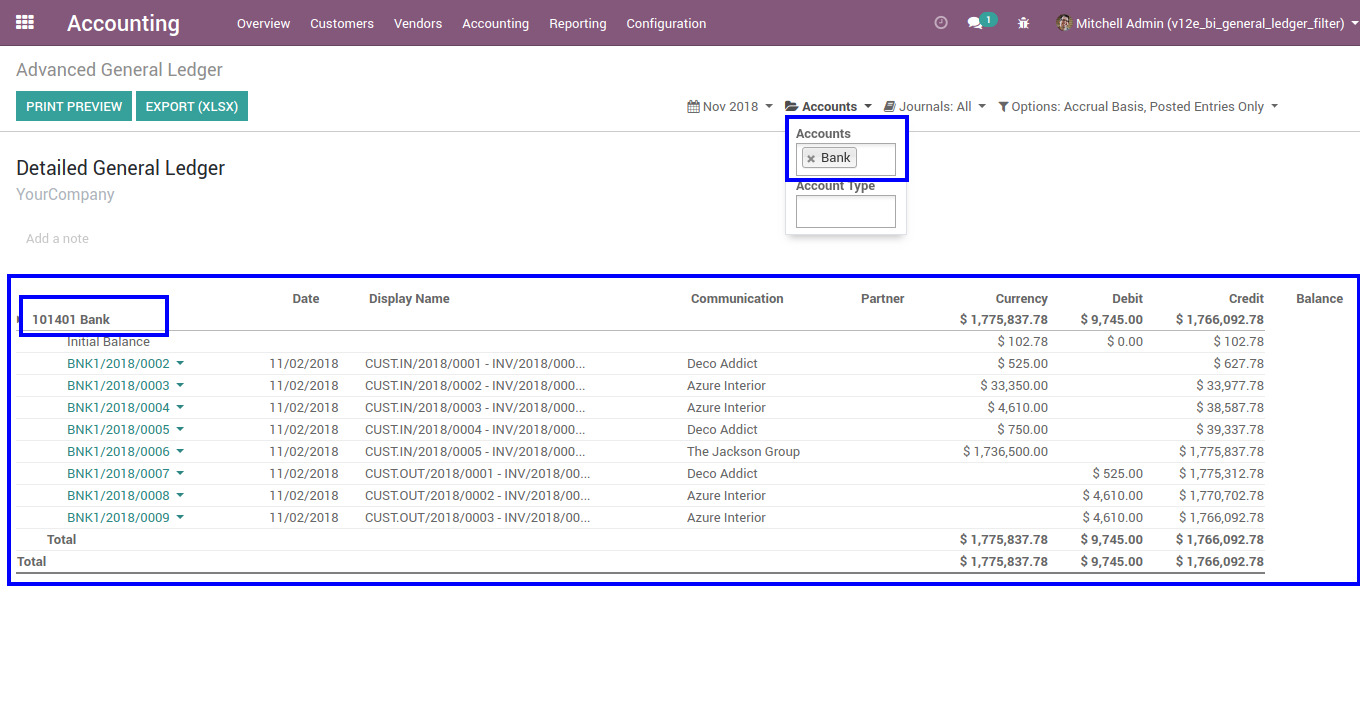 Accounting Overview Customers Vendors Accounting Reporting Configuration 1 Mitchell Admin (v12e_bi_general_ledger_filter)
Advanced General Ledger
PRINT PREVIEW EXPORT (XLSX) Nov 2018 Accounts Journals: All Options: Accrual Basis, Posted Entries Only
Accounts
Bank
Account Type
Detailed General Ledger
YourCompany
Add a note
Date Display Name Communication Partner Currency Debit Credit Balance
101401 Bank $ 1,775,837.78 $ 9,745.00 $ 1,766,092.78
Initial Balance $ 102.78 $ 0.00 $ 102.78
BNK1/2018/0002 11/02/2018 CUST.IN/2018/0001 - INV/2018/000... Deco Addict $ 525.00 $ 627.78
BNK1/2018/0003 11/02/2018 CUST.IN/2018/0002 - INV/2018/000... Azure Interior $ 33,350.00 $ 33,977.78
BNK1/2018/0004 11/02/2018 CUST.IN/2018/0003 - INV/2018/000... Azure Interior $ 4,610.00 $ 38,587.78
BNK1/2018/0005 11/02/2018 CUST.IN/2018/0004 - INV/2018/000... Deco Addict $ 750.00 $ 39,337.78
BNK1/2018/0006 11/02/2018 CUST.IN/2018/0005 - INV/2018/000... The Jackson Group $ 1,736,500.00 $ 1,775,837.78
BNK1/2018/0007 11/02/2018 CUST.OUT/2018/0001 - INV/2018/00... Deco Addict $ 525.00 $ 1,775,312.78
BNK1/2018/0008 11/02/2018 CUST.OUT/2018/0002 - INV/2018/00... Azure Interior $ 4,610.00 $ 1,770,702.78
BNK1/2018/0009 11/02/2018 CUST.OUT/2018/0003 - INV/2018/00... Azure Interior $ 4,610.00 $ 1,766,092.78
Total $ 1,775,837.78 $ 9,745.00 $ 1,766,092.78
Total $ 1,775,837.78 $ 9,745.00 $ 1,766,092.78